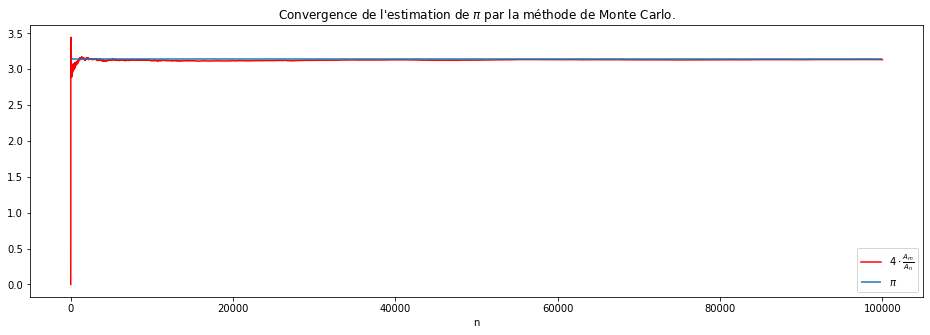 Convergence de l'estimation de π par la méthode de Monte Carlo.
3.5
3.0
2.5
2.0
1.5
1.0
0.5
0.0
0 20000 40000 60000 80000 100000
n
4 · A_m/A_n
π